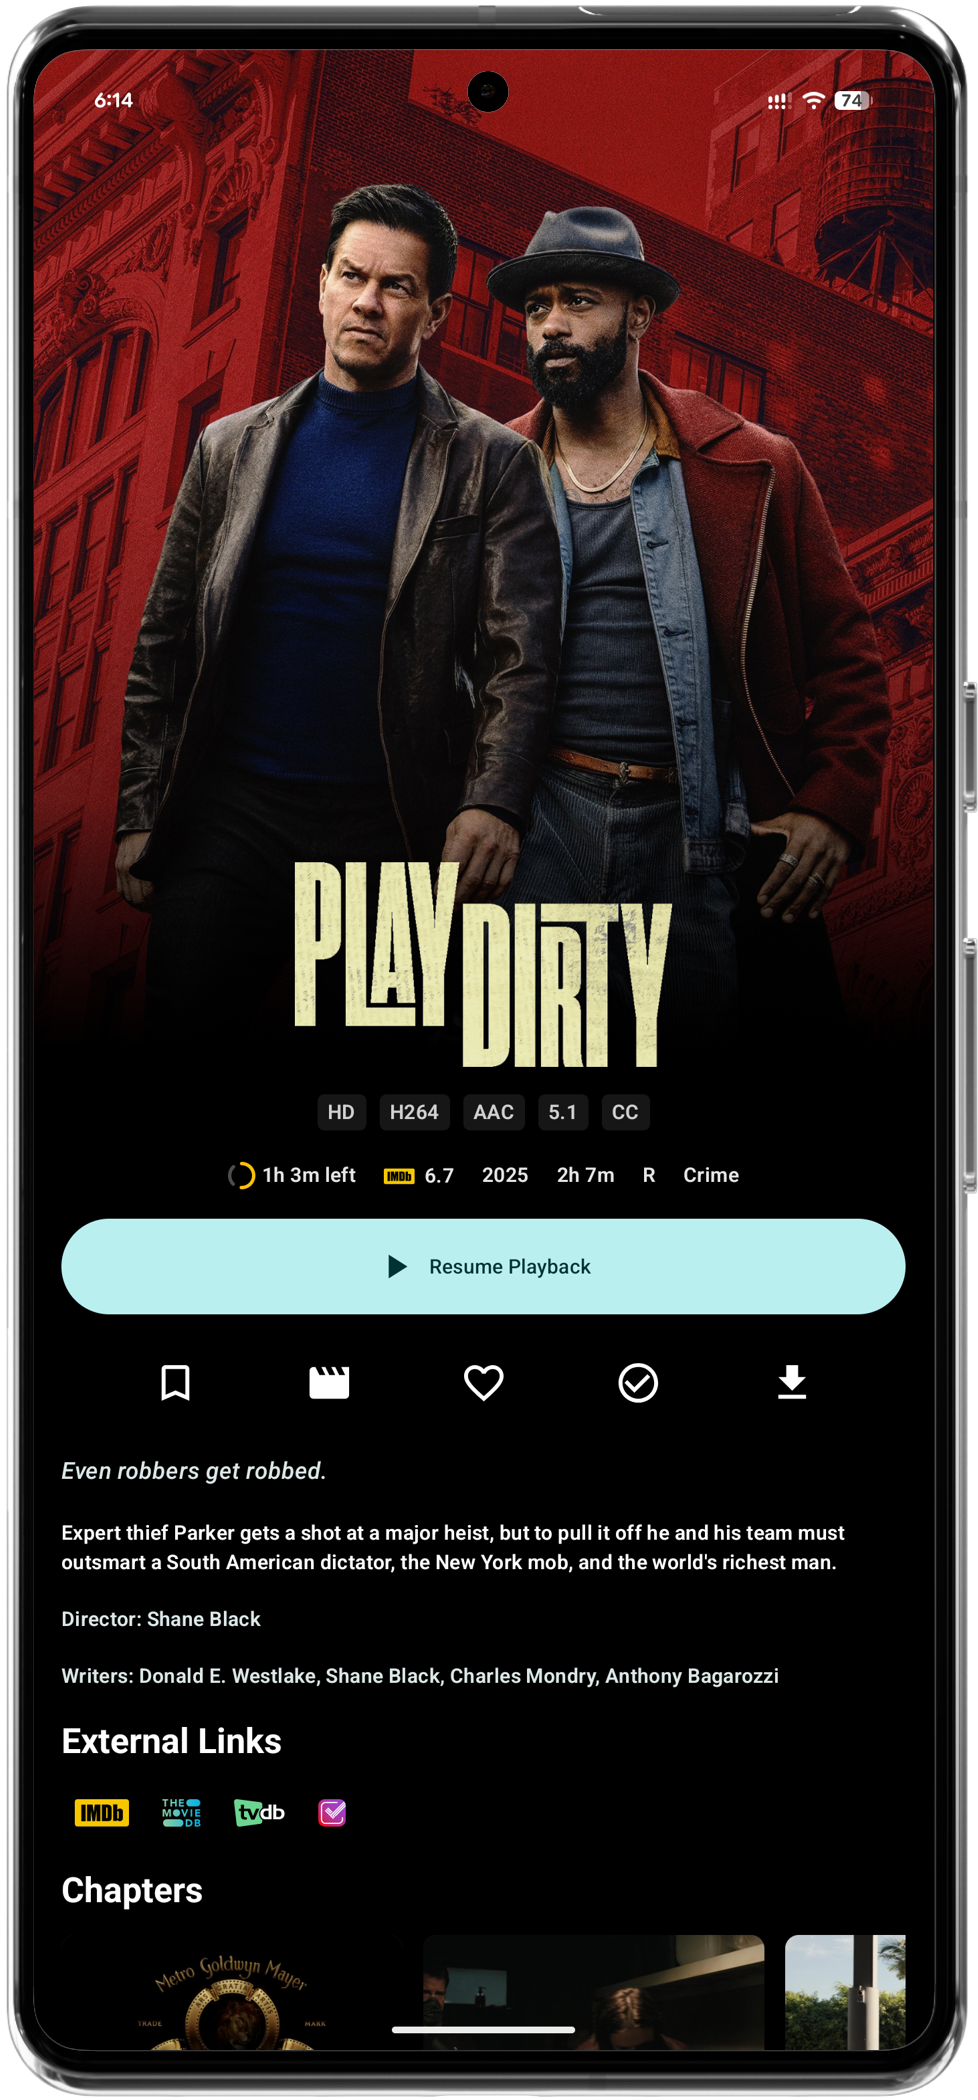 6:14
74
PLAY
DIRTY
HD H264 AAC 5.1 CC
1h 3m left IMDb 6.7 2025 2h 7m R Crime
Resume Playback
Even robbers get robbed.
Expert thief Parker gets a shot at a major heist, but to pull it off he and his team must
outsmart a South American dictator, the New York mob, and the world's richest man.
Director: Shane Black
Writers: Donald E. Westlake, Shane Black, Charles Mondry, Anthony Bagarozzi
External Links
IMDb THE MOVIE DB tvdb
Chapters
Metro Goldwyn Mayer
TRADE MARK